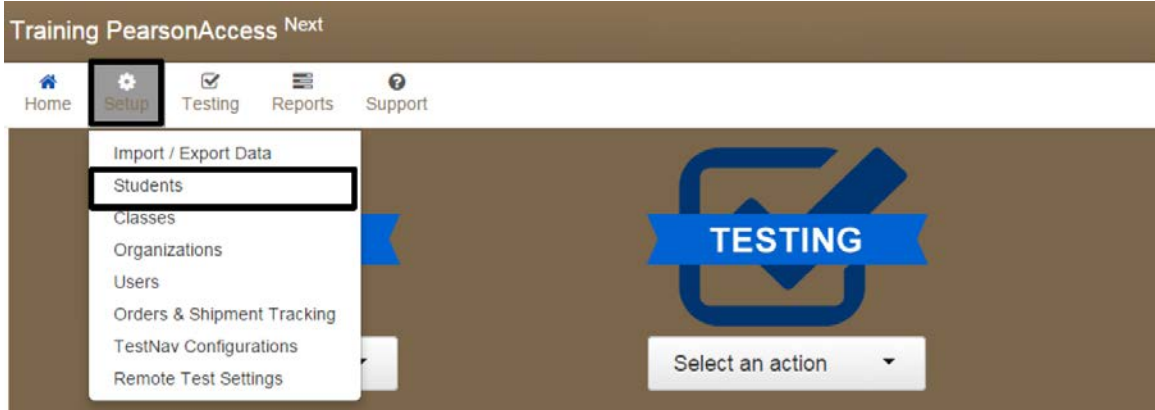 Training PearsonAccess Next
Home Setup Testing Reports Support
Import / Export Data
Students
Classes
Organizations
Users
Orders & Shipment Tracking
TestNav Configurations
Remote Test Settings
TESTING
Select an action